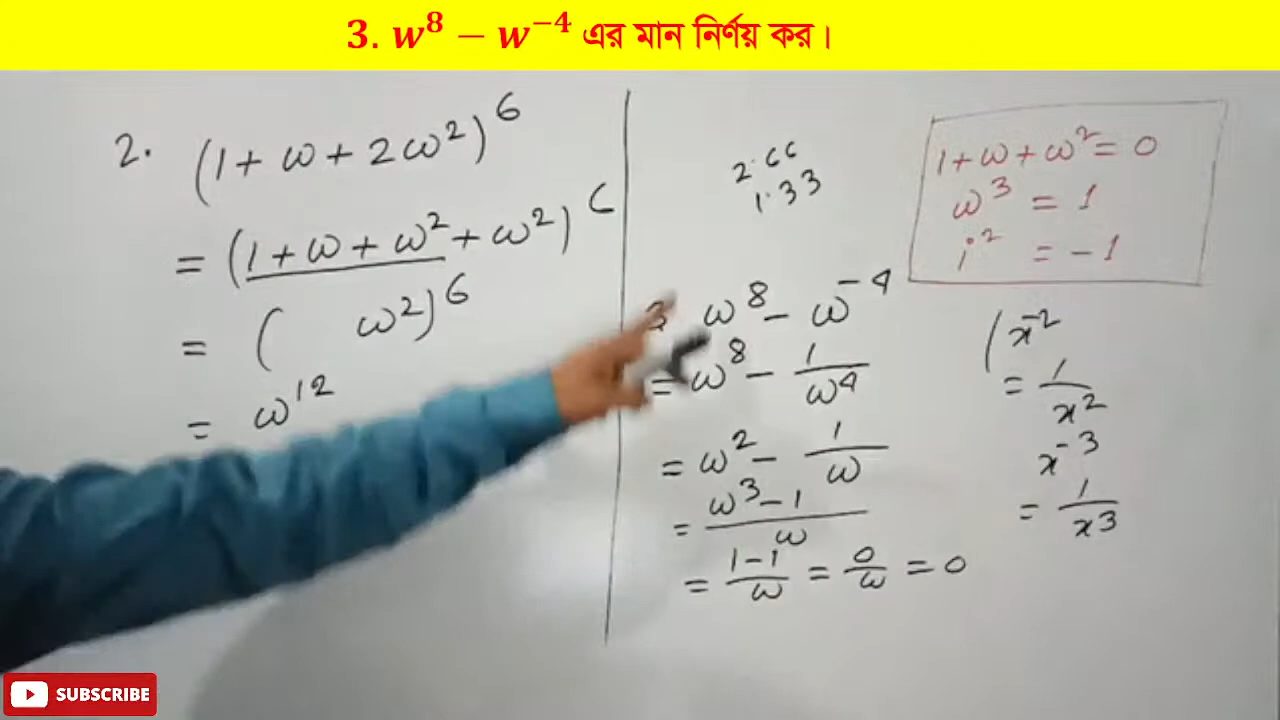 3. w⁸ − w⁻⁴ এর মান নির্ণয় কর।
2. (1 + ω + 2ω²)⁶
= (1 + ω + ω² + ω²)⁶
= ( ω²)⁶
= ω¹²
2.66
1.33
3 ω⁸ − ω⁻⁴
= ω⁸ − 1/ω⁴
= ω² − 1/ω
= (ω³ − 1)/ω
= (1 − 1)/ω = 0/ω = 0
1 + ω + ω² = 0
ω³ = 1
i² = −1
( x⁻²
= 1/x²
x⁻³
= 1/x³
SUBSCRIBE